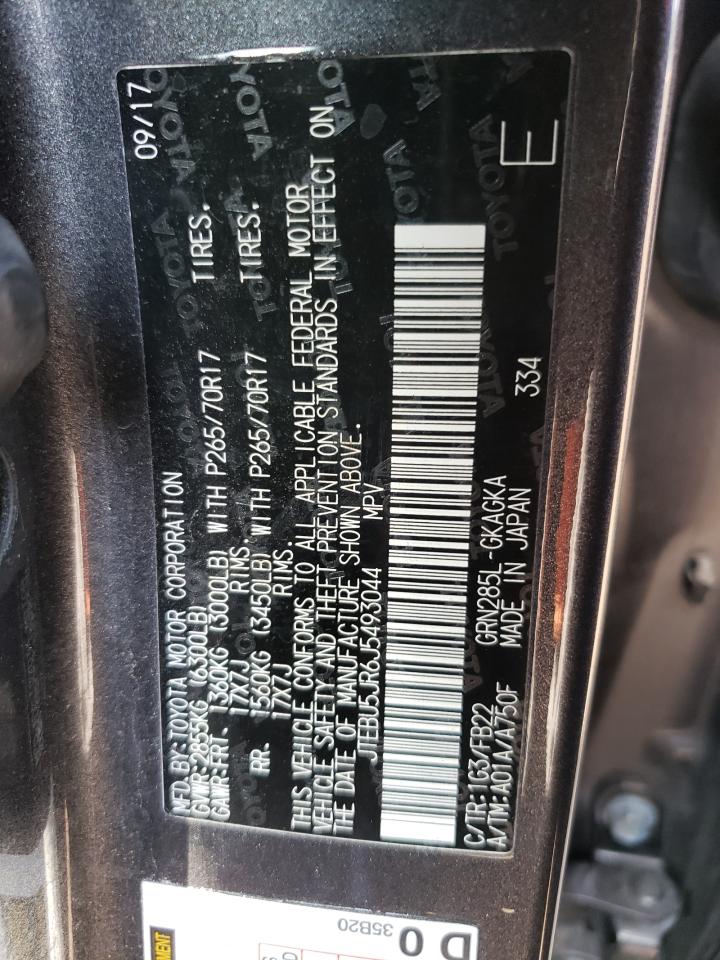 MFD.BY:TOYOTA MOTOR CORPORATION 09/17
GVWR:2855KG (6300LB)
GAWR:FRT 1360KG (3000LB) WITH P265/70R17 TIRES.
17X7J RIMS.
RR. 1560KG (3450LB) WITH P265/70R17 TIRES.
17X7J RIMS.
THIS VEHICLE CONFORMS TO ALL APPLICABLE FEDERAL MOTOR
VEHICLE SAFETY AND THEFT PREVENTION STANDARDS IN EFFECT ON
THE DATE OF MANUFACTURE SHOWN ABOVE.
JTEBU5JR6J5493044 MPV
C/TR:1G3/FB22 GRN285L-GKAGKA 334
A/TM:A01A/A750F MADE IN JAPAN E
D 0
35B20